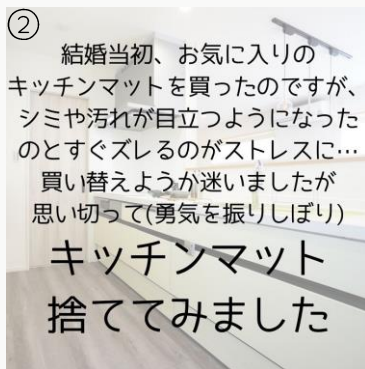 ②
結婚当初、お気に入りの
キッチンマットを買ったのですが、
シミや汚れが目立つようになった
のとすぐズレるのがストレスに…
買い替えようか迷いましたが
思い切って(勇気を振りしぼり)
キッチンマット
捨ててみました